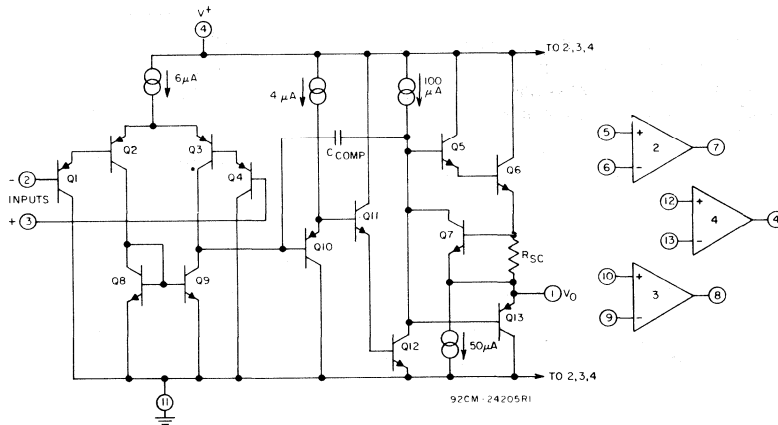 V+
4
TO 2,3,4
6μA
4 μA
100
μA
Q5
Q6
CCOMP
Q2
Q3
Q1
Q4
- 2
INPUTS
+ 3
Q11
Q7
RSC
Q10
1 VO
Q8
Q9
Q13
Q12
50μA
TO 2,3,4
11
92CM-24205RI
5 +
2
7
6 -
12 +
4
13 -
10 +
3
8
9 -